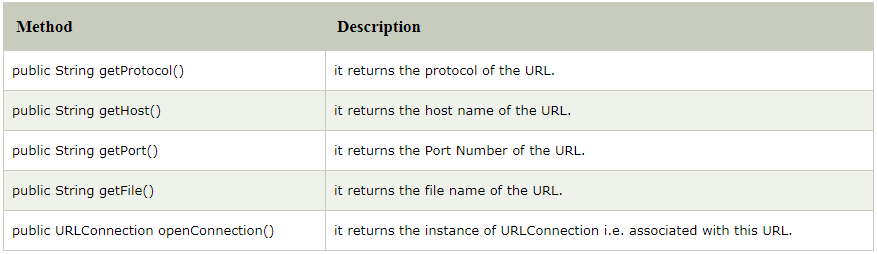 Method Description
public String getProtocol() it returns the protocol of the URL.
public String getHost() it returns the host name of the URL.
public String getPort() it returns the Port Number of the URL.
public String getFile() it returns the file name of the URL.
public URLConnection openConnection() it returns the instance of URLConnection i.e. associated with this URL.